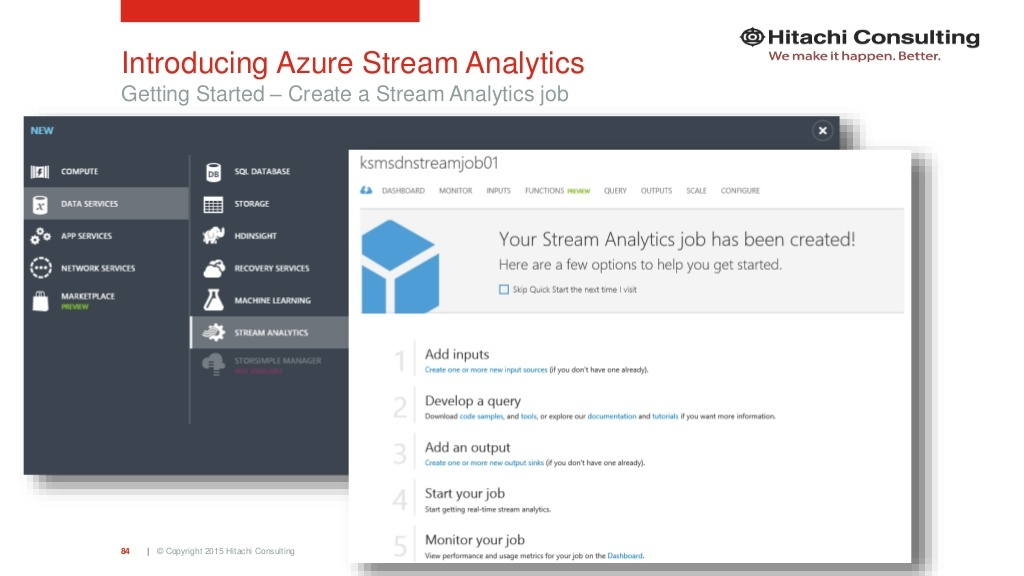 Hitachi Consulting
We make it happen. Better.
Introducing Azure Stream Analytics
Getting Started – Create a Stream Analytics job
NEW
COMPUTE
DATA SERVICES
APP SERVICES
NETWORK SERVICES
MARKETPLACE
PREVIEW
SQL DATABASE
STORAGE
HDINSIGHT
RECOVERY SERVICES
MACHINE LEARNING
STREAM ANALYTICS
STORSIMPLE MANAGER
NOT AVAILABLE
ksmsdnstreamjob01
DASHBOARD MONITOR INPUTS FUNCTIONS PREVIEW QUERY OUTPUTS SCALE CONFIGURE
Your Stream Analytics job has been created!
Here are a few options to help you get started.
Skip Quick Start the next time I visit
1 Add inputs
Create one or more new input sources (if you don't have one already).
2 Develop a query
Download code samples, and tools, or explore our documentation and tutorials if you want more information.
3 Add an output
Create one or more new output sinks (if you don't have one already).
4 Start your job
Start getting real-time stream analytics.
5 Monitor your job
View performance and usage metrics for your job on the Dashboard.
84 | © Copyright 2015 Hitachi Consulting